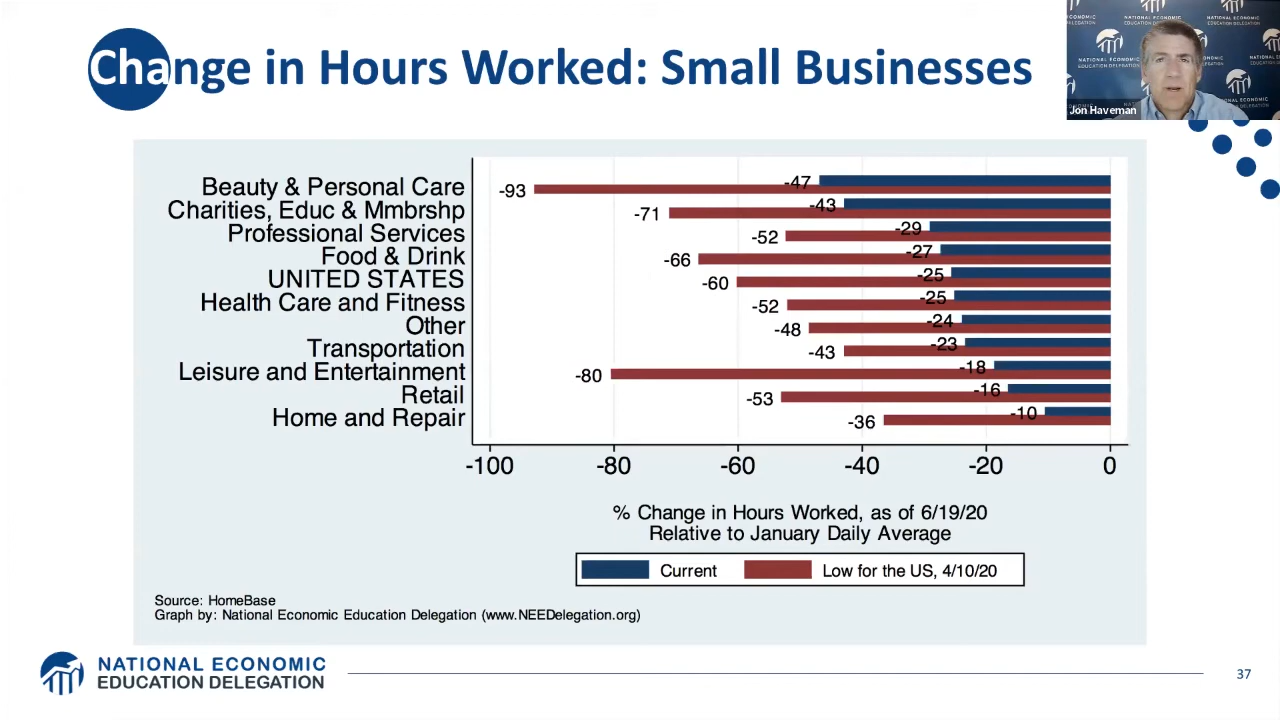 Change in Hours Worked: Small Businesses
NATIONAL ECONOMIC
EDUCATION DELEGATION
Jon Haveman
Beauty & Personal Care -93 -47
Charities, Educ & Mmbrshp -71 -43
Professional Services -52 -29
Food & Drink -66 -27
UNITED STATES -60 -25
Health Care and Fitness -52 -25
Other -48 -24
Transportation -43 -23
Leisure and Entertainment -80 -18
Retail -53 -16
Home and Repair -36 -10
-100 -80 -60 -40 -20 0
% Change in Hours Worked, as of 6/19/20
Relative to January Daily Average
Current Low for the US, 4/10/20
Source: HomeBase
Graph by: National Economic Education Delegation (www.NEEDelegation.org)
NATIONAL ECONOMIC
EDUCATION DELEGATION
37